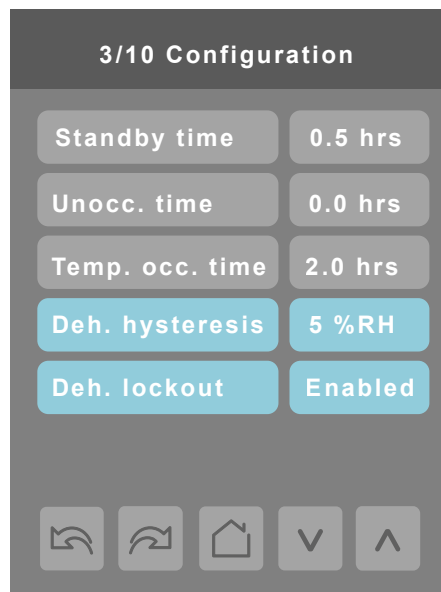 3/10 Configuration
Standby time 0.5 hrs
Unocc. time 0.0 hrs
Temp. occ. time 2.0 hrs
Deh. hysteresis 5 %RH
Deh. lockout Enabled